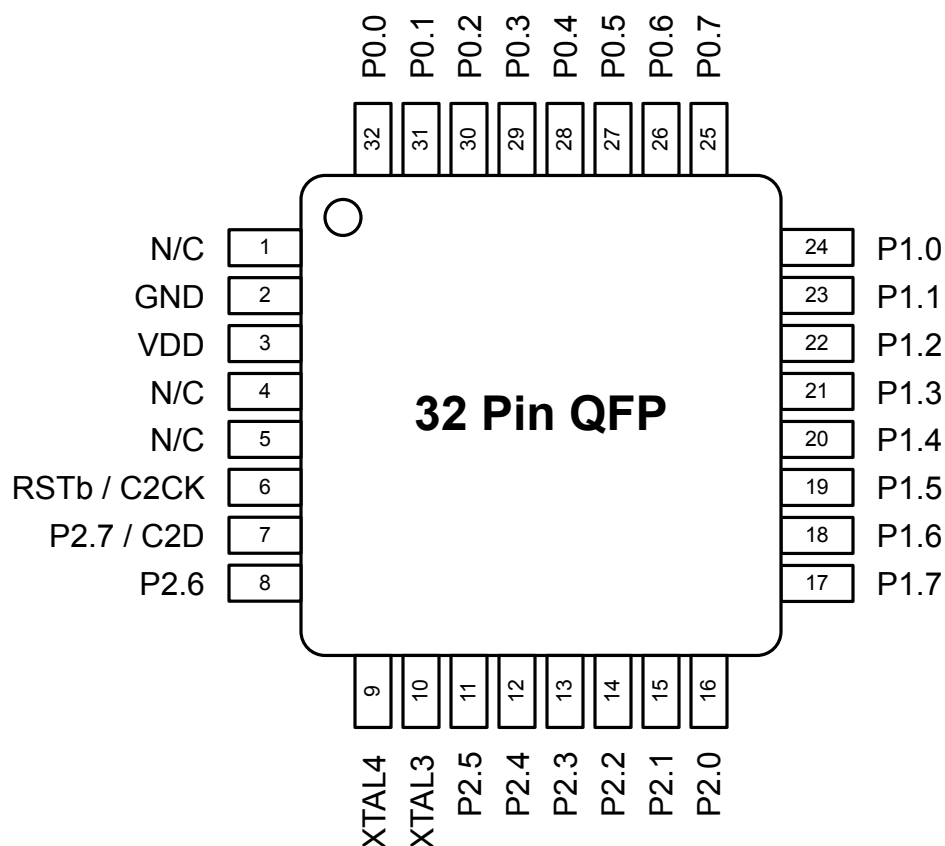 P0.0
P0.1
P0.2
P0.3
P0.4
P0.5
P0.6
P0.7
32
31
30
29
28
27
26
25
N/C 1
GND 2
VDD 3
N/C 4
N/C 5
RSTb / C2CK 6
P2.7 / C2D 7
P2.6 8
32 Pin QFP
24 P1.0
23 P1.1
22 P1.2
21 P1.3
20 P1.4
19 P1.5
18 P1.6
17 P1.7
9
10
11
12
13
14
15
16
XTAL4
XTAL3
P2.5
P2.4
P2.3
P2.2
P2.1
P2.0